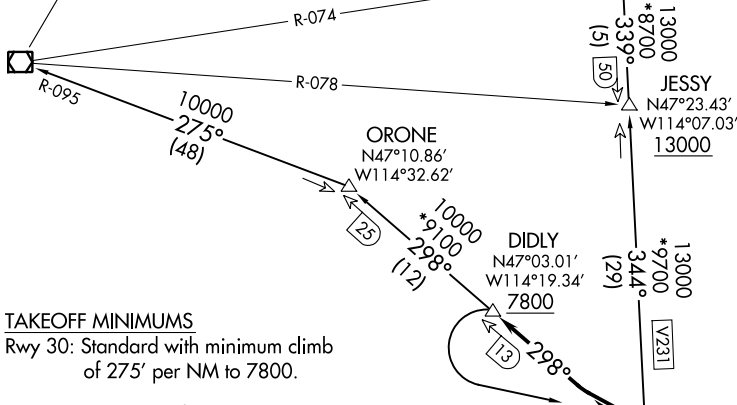 R-074
R-078
R-095
13000
*8700
339°
(5)
50
JESSY
N47°23.43'
W114°07.03'
13000
10000
275°
(48)
ORONE
N47°10.86'
W114°32.62'
25
10000
*9100
298°
(12)
DIDLY
N47°03.01'
W114°19.34'
7800
13
298°
13000
*9700
344°
(29)
V231
TAKEOFF MINIMUMS
Rwy 30: Standard with minimum climb
of 275' per NM to 7800.